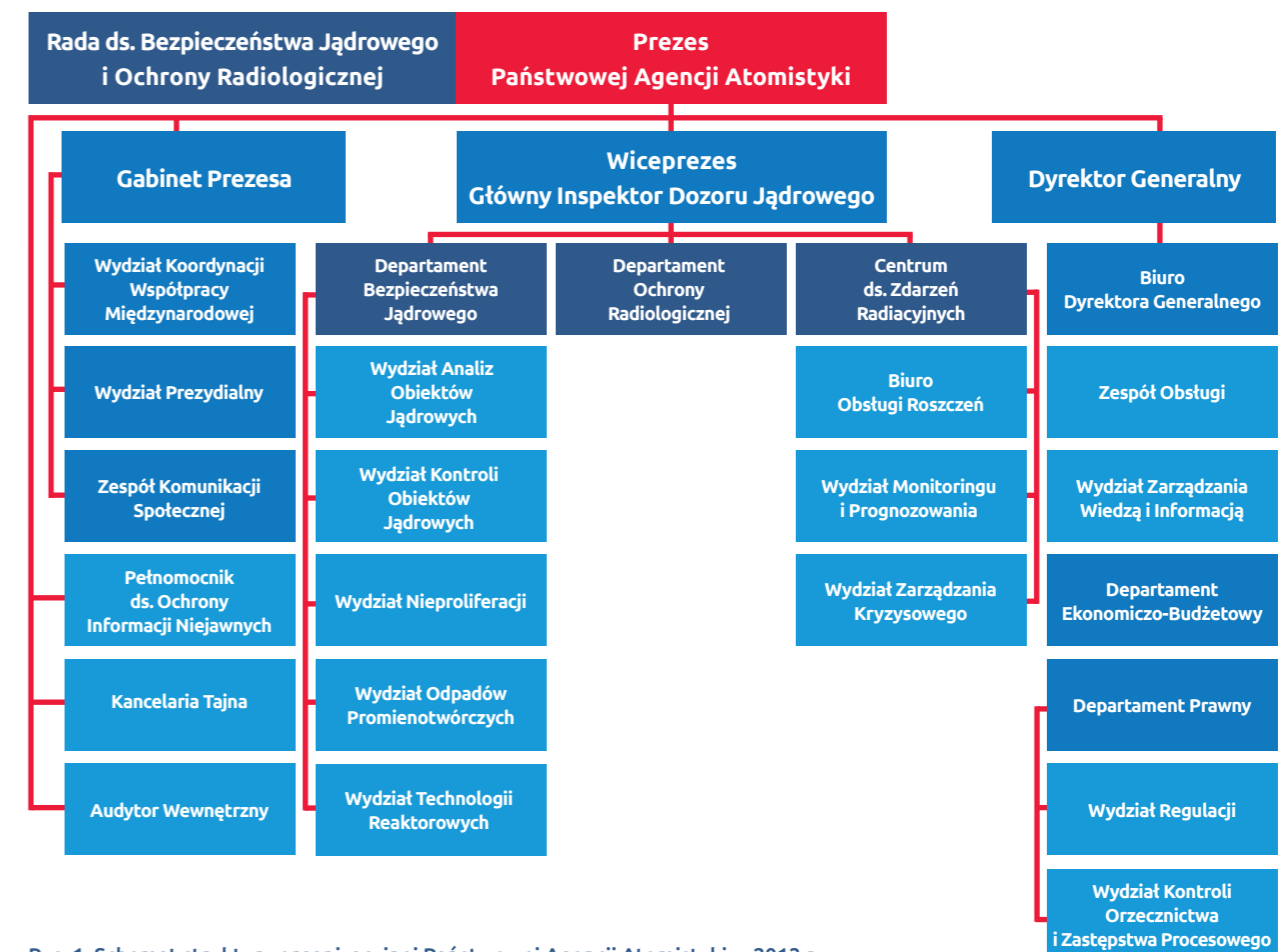 Rada ds. Bezpieczeństwa Jądrowego
i Ochrony Radiologicznej
Prezes
Państwowej Agencji Atomistyki
Gabinet Prezesa
Wiceprezes
Główny Inspektor Dozoru Jądrowego
Dyrektor Generalny
Wydział Koordynacji
Współpracy
Międzynarodowej
Departament
Bezpieczeństwa
Jądrowego
Departament
Ochrony
Radiologicznej
Centrum
ds. Zdarzeń
Radiacyjnych
Biuro
Dyrektora Generalnego
Wydział Prezydialny
Wydział Analiz
Obiektów
Jądrowych
Biuro
Obsługi Roszczeń
Zespół Obsługi
Zespół Komunikacji
Społecznej
Wydział Kontroli
Obiektów
Jądrowych
Wydział Monitoringu
i Prognozowania
Wydział Zarządzania
Wiedzą i Informacją
Pełnomocnik
ds. Ochrony
Informacji Niejawnych
Wydział Nieproliferacji
Wydział Zarządzania
Kryzysowego
Departament
Ekonomiczo-Budżetowy
Kancelaria Tajna
Wydział Odpadów
Promienotwórczych
Departament Prawny
Audytor Wewnętrzny
Wydział Technologii
Reaktorowych
Wydział Regulacji
Wydział Kontroli
Orzecznictwa
i Zastępstwa Procesowego